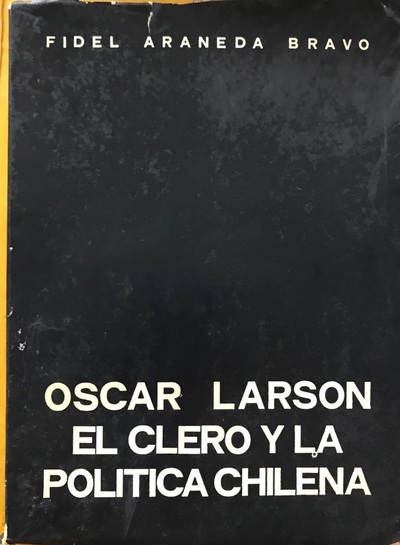 FIDEL ARANEDA BRAVO
OSCAR LARSON
EL CLERO Y LA
POLITICA CHILENA